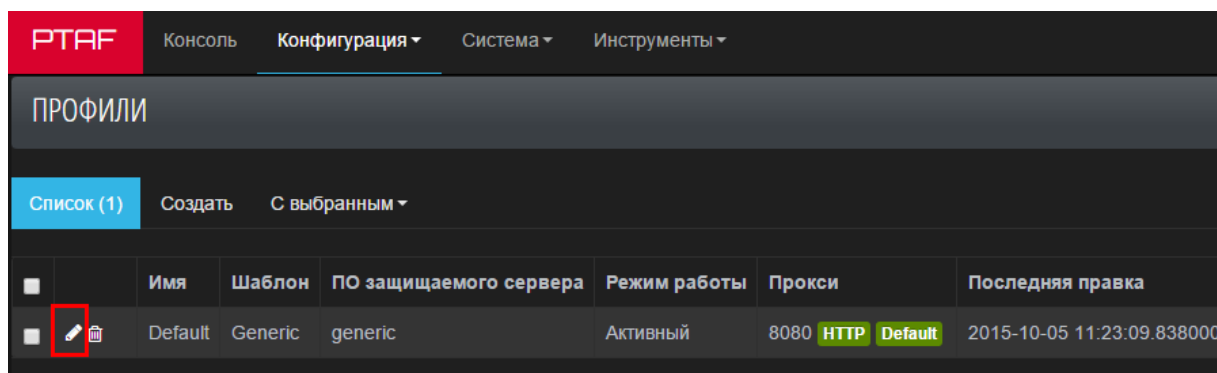 PTAF Консоль Конфигурация Система Инструменты
ПРОФИЛИ
Список (1) Создать С выбранным
Имя Шаблон ПО защищаемого сервера Режим работы Прокси Последняя правка
Default Generic generic Активный 8080 HTTP Default 2015-10-05 11:23:09.838000